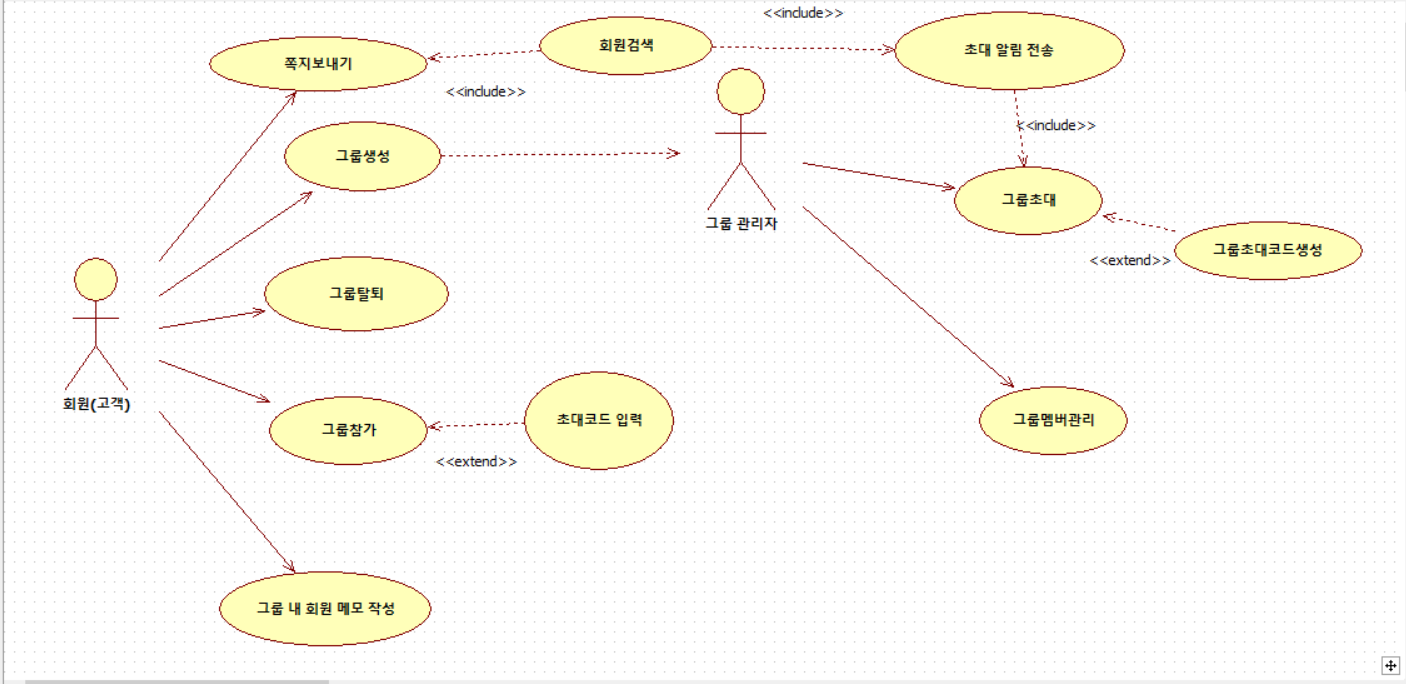 <<include>>
쪽지보내기
회원검색
초대 알림 전송
<<include>>
<<include>>
그룹생성
그룹 관리자
그룹초대
그룹초대코드생성
<<extend>>
그룹탈퇴
회원(고객)
그룹참가
초대코드 입력
그룹멤버관리
<<extend>>
그룹 내 회원 메모 작성